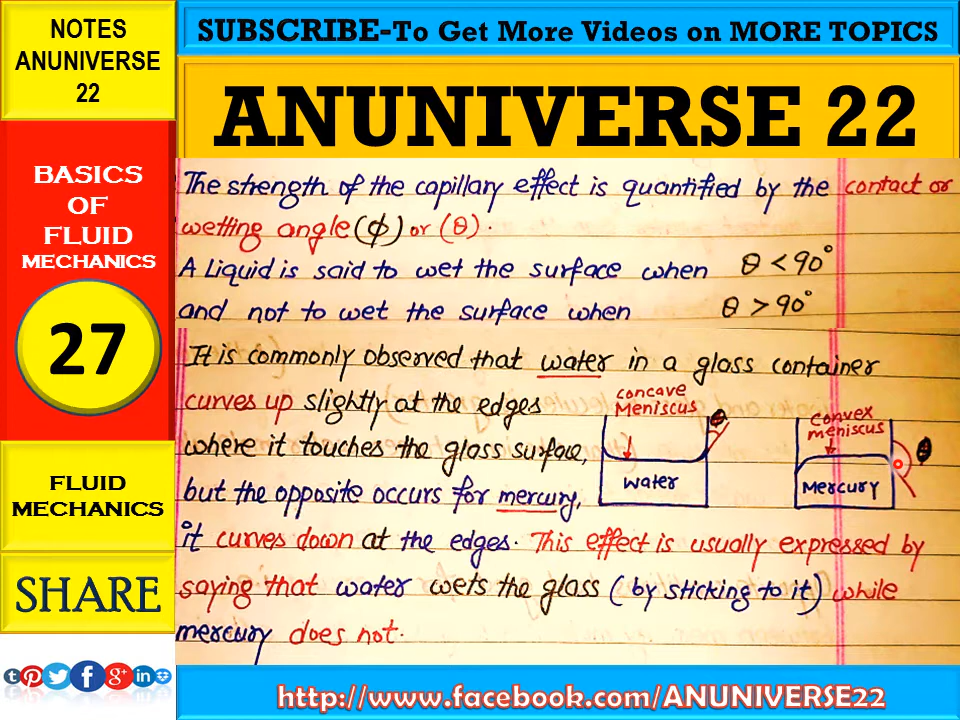 NOTES
ANUNIVERSE
22
SUBSCRIBE-To Get More Videos on MORE TOPICS
ANUNIVERSE 22
BASICS
OF
FLUID
MECHANICS
27
FLUID
MECHANICS
SHARE
The strength of the capillary effect is quantified by the contact or
wetting angle (ϕ) or (θ).
A Liquid is said to wet the surface when θ < 90°
and not to wet the surface when θ > 90°
It is commonly observed that water in a glass container
curves up slightly at the edges
where it touches the glass surface,
but the opposite occurs for mercury,
it curves down at the edges. This effect is usually expressed by
saying that water wets the glass (by sticking to it) while
mercury does not.
concave
Meniscus
θ
water
Convex
meniscus
θ
Mercury
http://www.facebook.com/ANUNIVERSE22